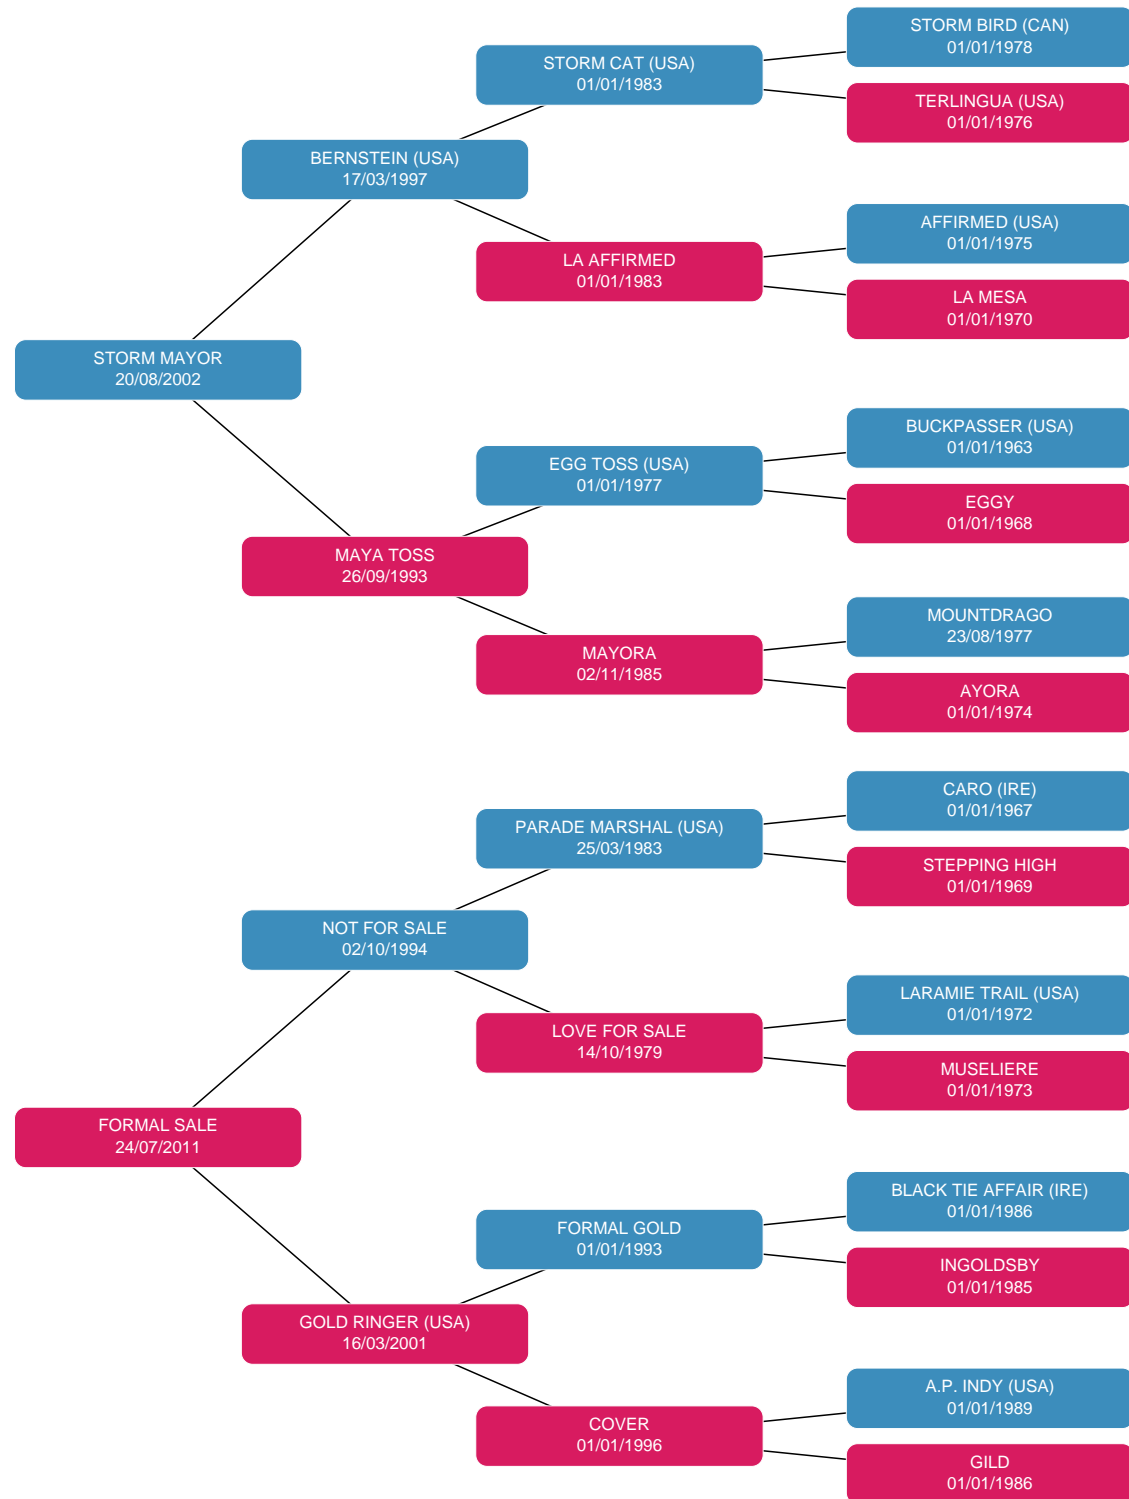 STORM BIRD (CAN)
01/01/1978
STORM CAT (USA)
01/01/1983
TERLINGUA (USA)
01/01/1976
BERNSTEIN (USA)
17/03/1997
AFFIRMED (USA)
01/01/1975
LA AFFIRMED
01/01/1983
LA MESA
01/01/1970
STORM MAYOR
20/08/2002
BUCKPASSER (USA)
01/01/1963
EGG TOSS (USA)
01/01/1977
EGGY
01/01/1968
MAYA TOSS
26/09/1993
MOUNTDRAGO
23/08/1977
MAYORA
02/11/1985
AYORA
01/01/1974
CARO (IRE)
01/01/1967
PARADE MARSHAL (USA)
25/03/1983
STEPPING HIGH
01/01/1969
NOT FOR SALE
02/10/1994
LARAMIE TRAIL (USA)
01/01/1972
LOVE FOR SALE
14/10/1979
MUSELIERE
01/01/1973
FORMAL SALE
24/07/2011
BLACK TIE AFFAIR (IRE)
01/01/1986
FORMAL GOLD
01/01/1993
INGOLDSBY
01/01/1985
GOLD RINGER (USA)
16/03/2001
A.P. INDY (USA)
01/01/1989
COVER
01/01/1996
GILD
01/01/1986